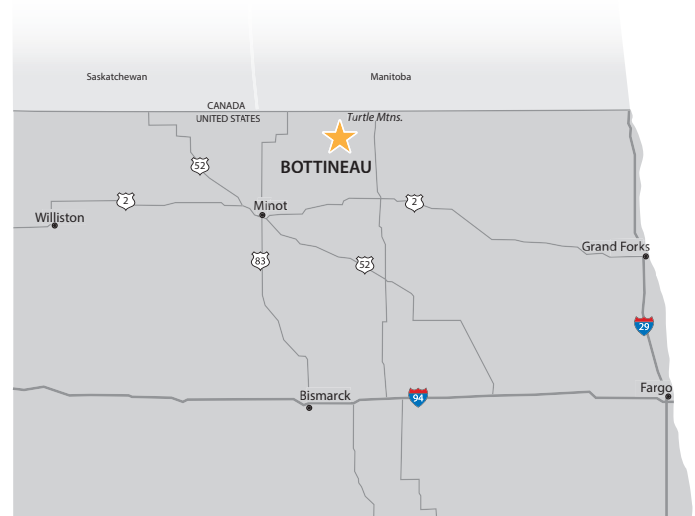 Saskatchewan
Manitoba
CANADA
UNITED STATES
Turtle Mtns.
52
BOTTINEAU
2
2
Minot
Williston
Grand Forks
83
52
29
Fargo
Bismarck
94